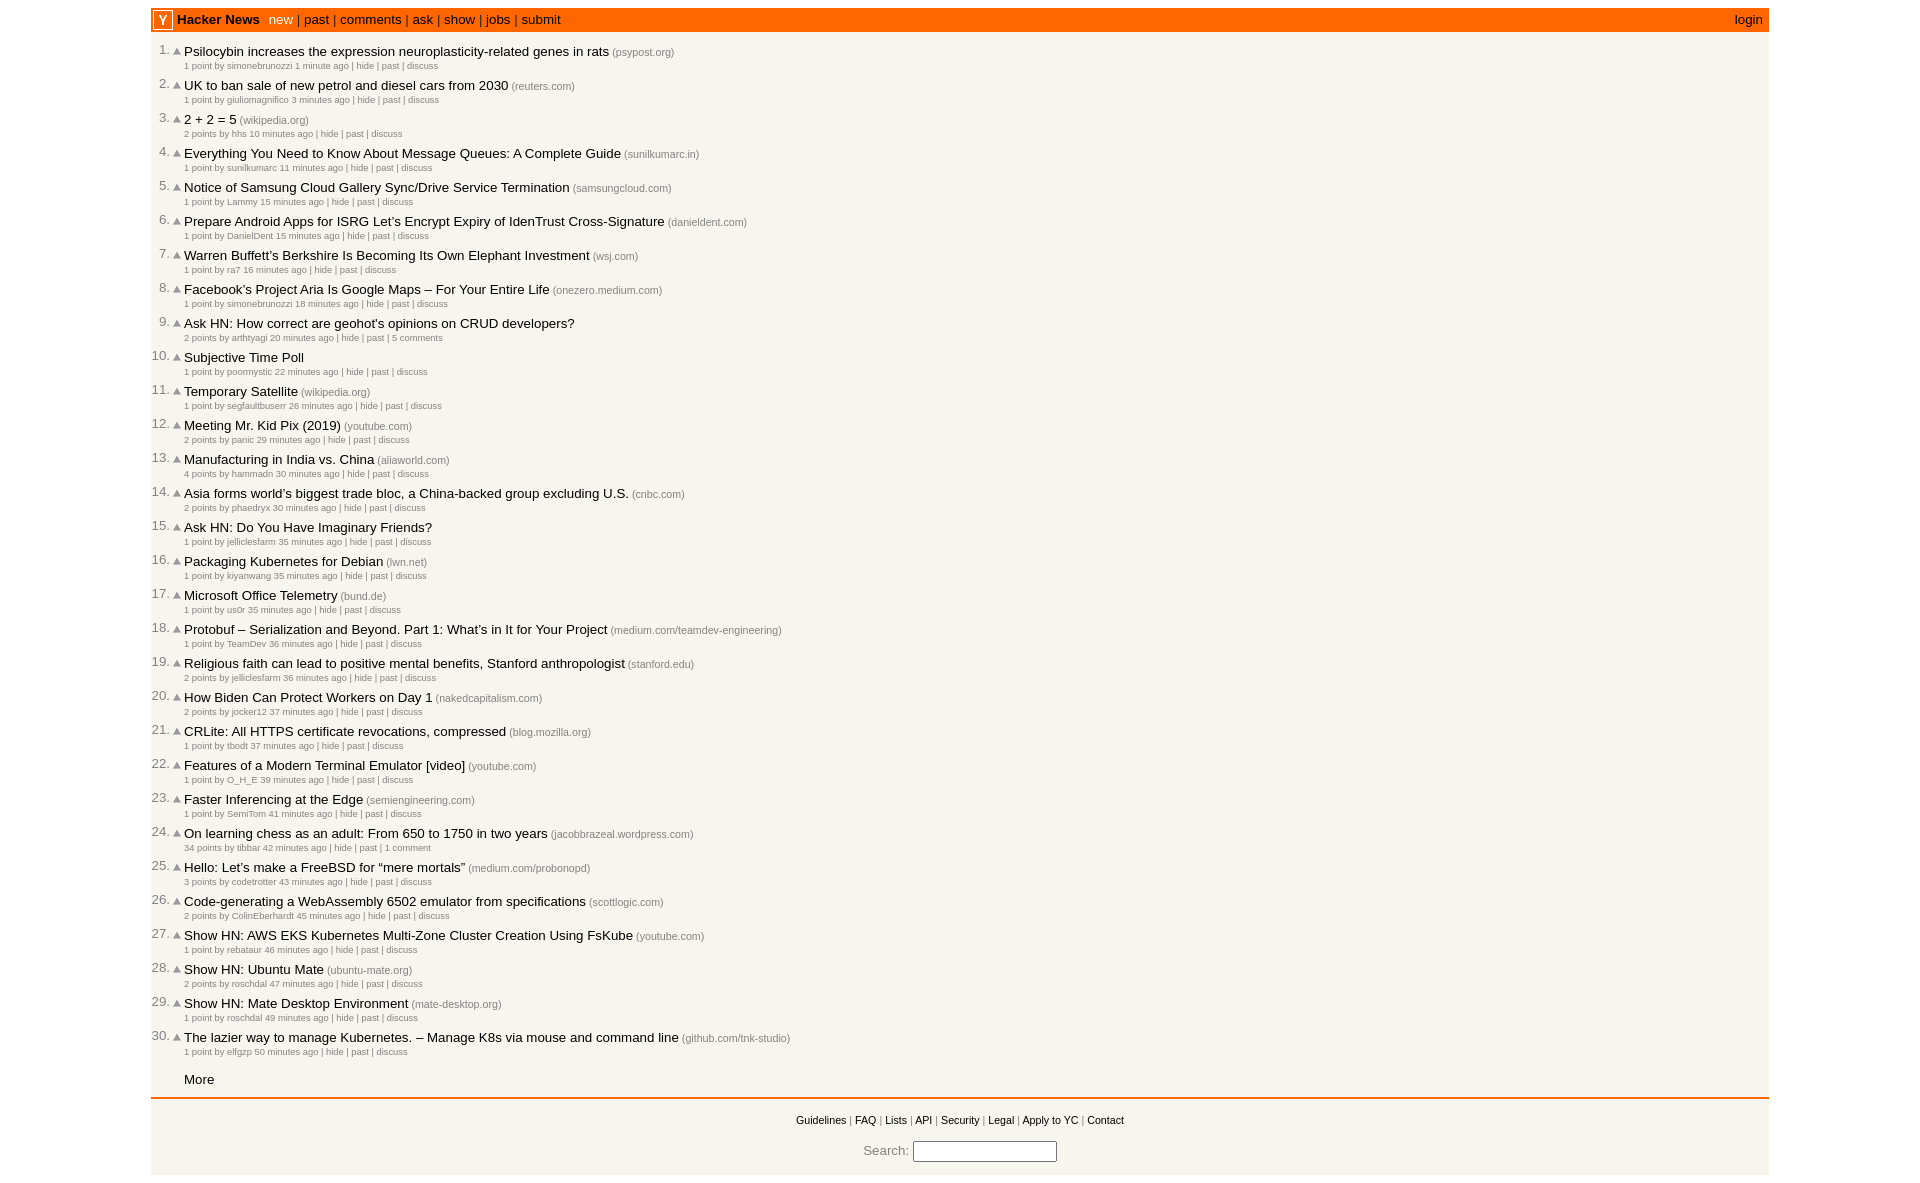 Y Hacker News new | past | comments | ask | show | jobs | submit login
1. Psilocybin increases the expression neuroplasticity-related genes in rats (psypost.org)
1 point by simonebrunozzi 1 minute ago | hide | past | discuss
2. UK to ban sale of new petrol and diesel cars from 2030 (reuters.com)
1 point by giuliomagnifico 3 minutes ago | hide | past | discuss
3. 2 + 2 = 5 (wikipedia.org)
2 points by hhs 10 minutes ago | hide | past | discuss
4. Everything You Need to Know About Message Queues: A Complete Guide (sunilkumarc.in)
1 point by sunilkumarc 11 minutes ago | hide | past | discuss
5. Notice of Samsung Cloud Gallery Sync/Drive Service Termination (samsungcloud.com)
1 point by Lammy 15 minutes ago | hide | past | discuss
6. Prepare Android Apps for ISRG Let’s Encrypt Expiry of IdenTrust Cross-Signature (danieldent.com)
1 point by DanielDent 15 minutes ago | hide | past | discuss
7. Warren Buffett’s Berkshire Is Becoming Its Own Elephant Investment (wsj.com)
1 point by ra7 16 minutes ago | hide | past | discuss
8. Facebook’s Project Aria Is Google Maps – For Your Entire Life (onezero.medium.com)
1 point by simonebrunozzi 18 minutes ago | hide | past | discuss
9. Ask HN: How correct are geohot's opinions on CRUD developers?
2 points by arthtyagi 20 minutes ago | hide | past | 5 comments
10. Subjective Time Poll
1 point by poormystic 22 minutes ago | hide | past | discuss
11. Temporary Satellite (wikipedia.org)
1 point by segfaultbuserr 26 minutes ago | hide | past | discuss
12. Meeting Mr. Kid Pix (2019) (youtube.com)
2 points by panic 29 minutes ago | hide | past | discuss
13. Manufacturing in India vs. China (aliaworld.com)
4 points by hammadn 30 minutes ago | hide | past | discuss
14. Asia forms world’s biggest trade bloc, a China-backed group excluding U.S. (cnbc.com)
2 points by phaedryx 30 minutes ago | hide | past | discuss
15. Ask HN: Do You Have Imaginary Friends?
1 point by jelliclesfarm 35 minutes ago | hide | past | discuss
16. Packaging Kubernetes for Debian (lwn.net)
1 point by kiyanwang 35 minutes ago | hide | past | discuss
17. Microsoft Office Telemetry (bund.de)
1 point by us0r 35 minutes ago | hide | past | discuss
18. Protobuf – Serialization and Beyond. Part 1: What’s in It for Your Project (medium.com/teamdev-engineering)
1 point by TeamDev 36 minutes ago | hide | past | discuss
19. Religious faith can lead to positive mental benefits, Stanford anthropologist (stanford.edu)
2 points by jelliclesfarm 36 minutes ago | hide | past | discuss
20. How Biden Can Protect Workers on Day 1 (nakedcapitalism.com)
2 points by jocker12 37 minutes ago | hide | past | discuss
21. CRLite: All HTTPS certificate revocations, compressed (blog.mozilla.org)
1 point by tbodt 37 minutes ago | hide | past | discuss
22. Features of a Modern Terminal Emulator [video] (youtube.com)
1 point by O_H_E 39 minutes ago | hide | past | discuss
23. Faster Inferencing at the Edge (semiengineering.com)
1 point by SemiTom 41 minutes ago | hide | past | discuss
24. On learning chess as an adult: From 650 to 1750 in two years (jacobbrazeal.wordpress.com)
34 points by tibbar 42 minutes ago | hide | past | 1 comment
25. Hello: Let’s make a FreeBSD for “mere mortals” (medium.com/probonopd)
3 points by codetrotter 43 minutes ago | hide | past | discuss
26. Code-generating a WebAssembly 6502 emulator from specifications (scottlogic.com)
2 points by ColinEberhardt 45 minutes ago | hide | past | discuss
27. Show HN: AWS EKS Kubernetes Multi-Zone Cluster Creation Using FsKube (youtube.com)
1 point by rebataur 46 minutes ago | hide | past | discuss
28. Show HN: Ubuntu Mate (ubuntu-mate.org)
2 points by roschdal 47 minutes ago | hide | past | discuss
29. Show HN: Mate Desktop Environment (mate-desktop.org)
1 point by roschdal 49 minutes ago | hide | past | discuss
30. The lazier way to manage Kubernetes. – Manage K8s via mouse and command line (github.com/tnk-studio)
1 point by elfgzp 50 minutes ago | hide | past | discuss
More
Guidelines | FAQ | Lists | API | Security | Legal | Apply to YC | Contact
Search: